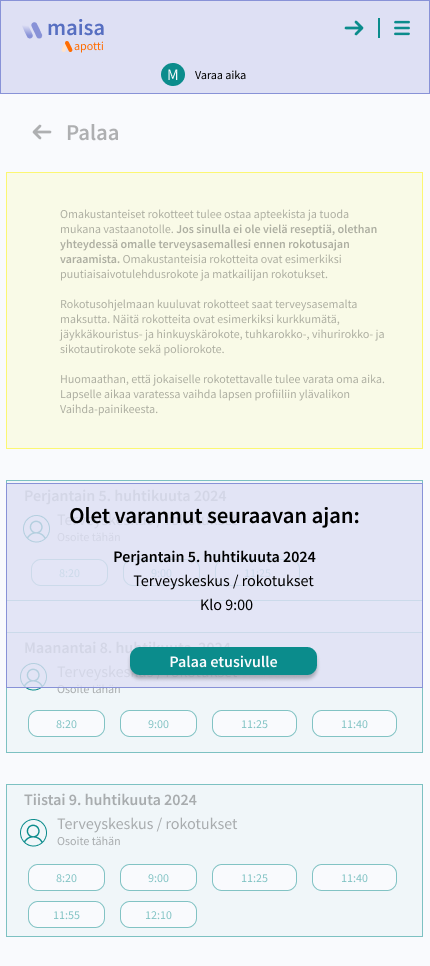 maisa
apotti
M Varaa aika
Palaa
Omakustanteiset rokotteet tulee ostaa apteekista ja tuoda
mukana vastaanotolle. Jos sinulla ei ole vielä reseptiä, olethan
yhteydessä omalle terveysasemallesi ennen rokotusajan
varaamista. Omakustanteisia rokotteita ovat esimerkiksi
puutiaisaivotulehdusrokote ja matkailijan rokotukset.
Rokotusohjelmaan kuuluvat rokotteet saat terveysasemalta
maksutta. Näitä rokotteita ovat esimerkiksi kurkkumätä,
jäykkäkouristus- ja hinkuyskärokote, tuhkarokko-, vihurirokko- ja
sikotautirokote sekä poliorokote.
Huomaathan, että jokaiselle rokotettavalle tulee varata oma aika.
Lapselle aikaa varatessa vaihda lapsen profiiliin ylävalikon
Vaihda-painikeesta.
Perjantain 5. huhtikuuta 2024
Olet varannut seuraavan ajan:
Osoite tähän
Perjantain 5. huhtikuuta 2024
8:20
Terveyskeskus / rokotukset
Klo 9:00
Maanantai 8. huhtikuuta 2024
Palaa etusivulle
Terveyskeskus / rokotukset
Osoite tähän
8:20 9:00 11:25 11:40
Tiistai 9. huhtikuuta 2024
Terveyskeskus / rokotukset
Osoite tähän
8:20 9:00 11:25 11:40
11:55 12:10